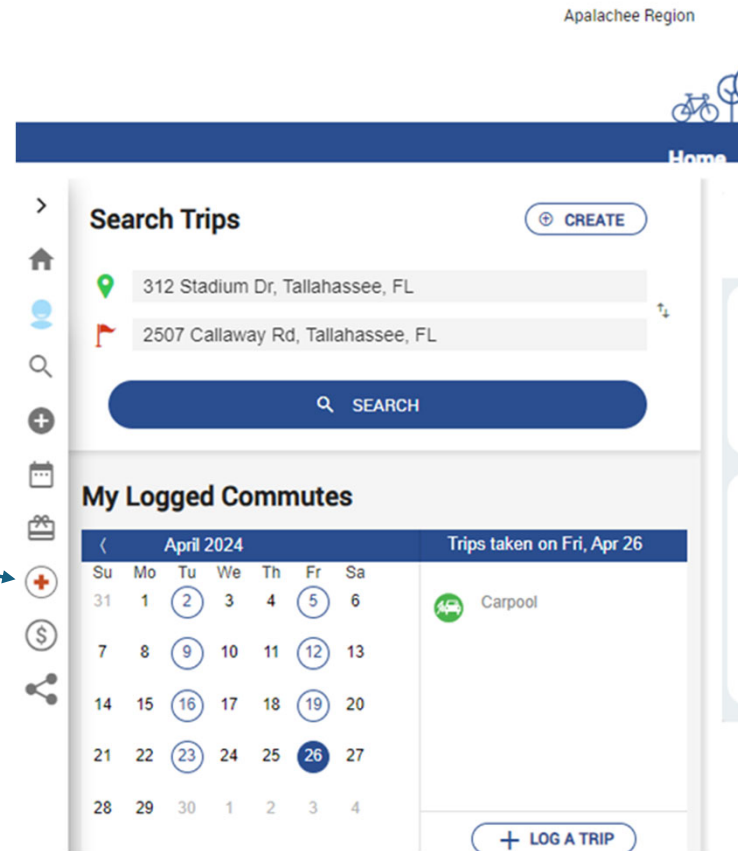 Apalachee Region
Home
Search Trips
CREATE
312 Stadium Dr, Tallahassee, FL
2507 Callaway Rd, Tallahassee, FL
SEARCH
My Logged Commutes
April 2024
Trips taken on Fri, Apr 26
Su Mo Tu We Th Fr Sa
31 1 2 3 4 5 6
Carpool
7 8 9 10 11 12 13
14 15 16 17 18 19 20
21 22 23 24 25 26 27
28 29 30 1 2 3 4
+ LOG A TRIP